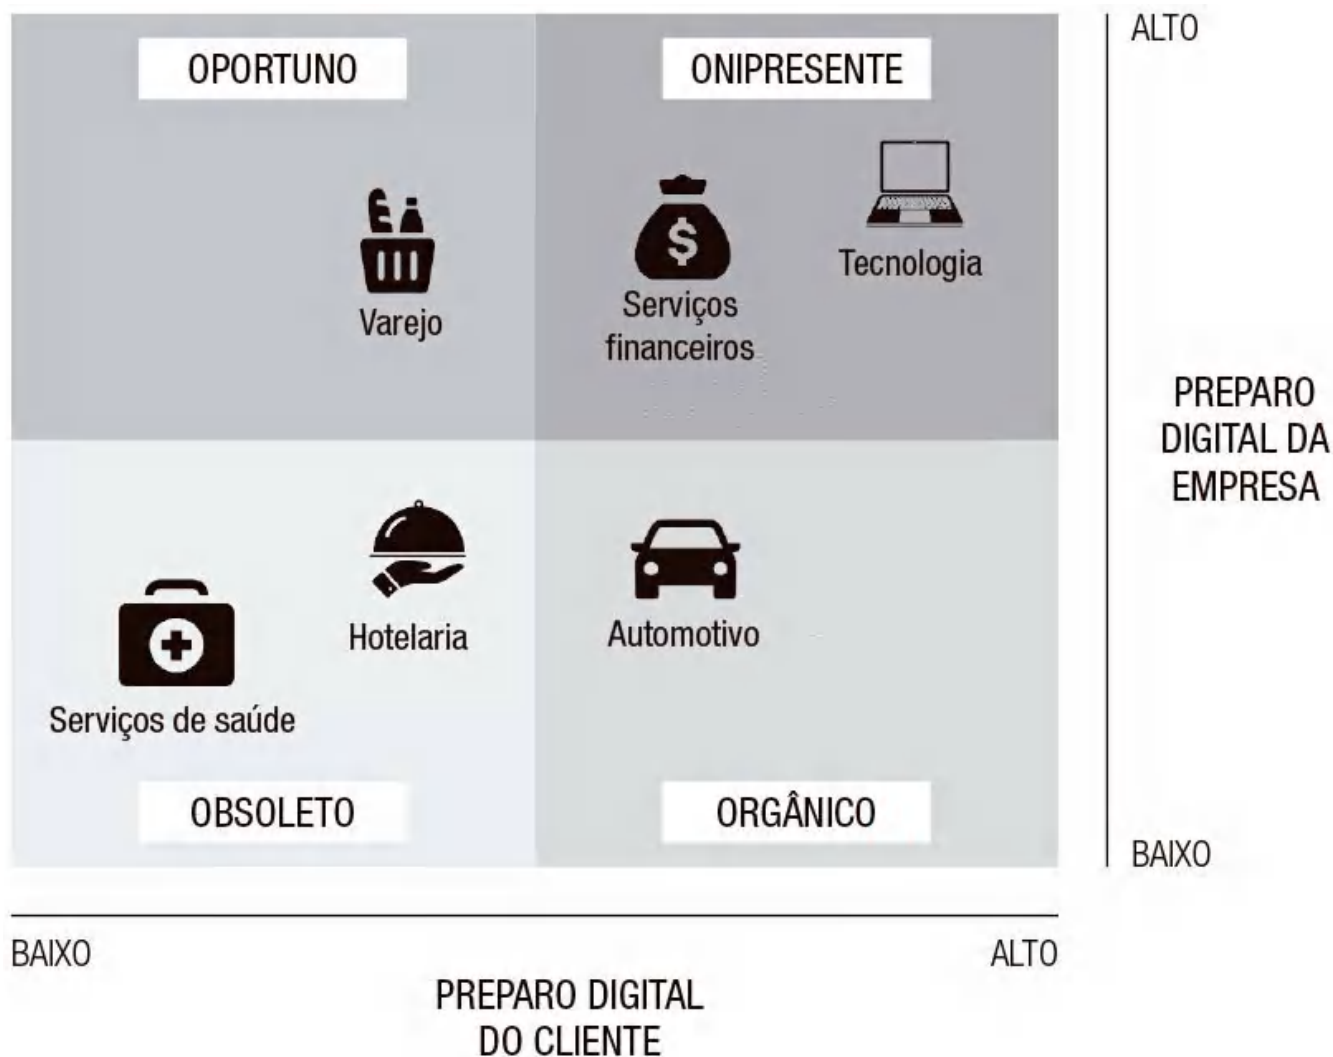 OPORTUNO
ONIPRESENTE
Varejo
Serviços
financeiros
Tecnologia
Serviços de saúde
Hotelaria
Automotivo
OBSOLETO
ORGÂNICO
ALTO
PREPARO
DIGITAL DA
EMPRESA
BAIXO
BAIXO
ALTO
PREPARO DIGITAL
DO CLIENTE